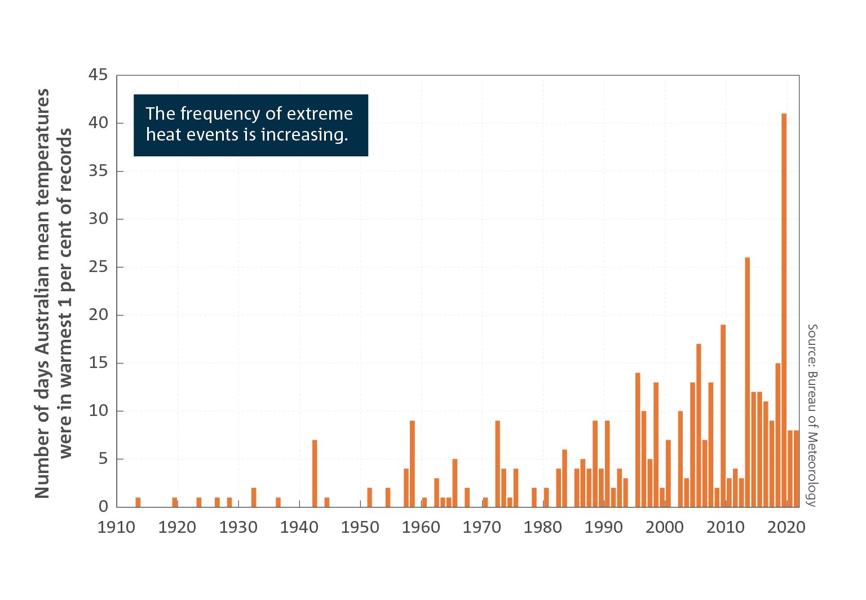 Number of days Australian mean temperatures
were in warmest 1 per cent of records
45
40
35
30
25
20
15
10
5
0
The frequency of extreme
heat events is increasing.
1910 1920 1930 1940 1950 1960 1970 1980 1990 2000 2010 2020
Source: Bureau of Meteorology